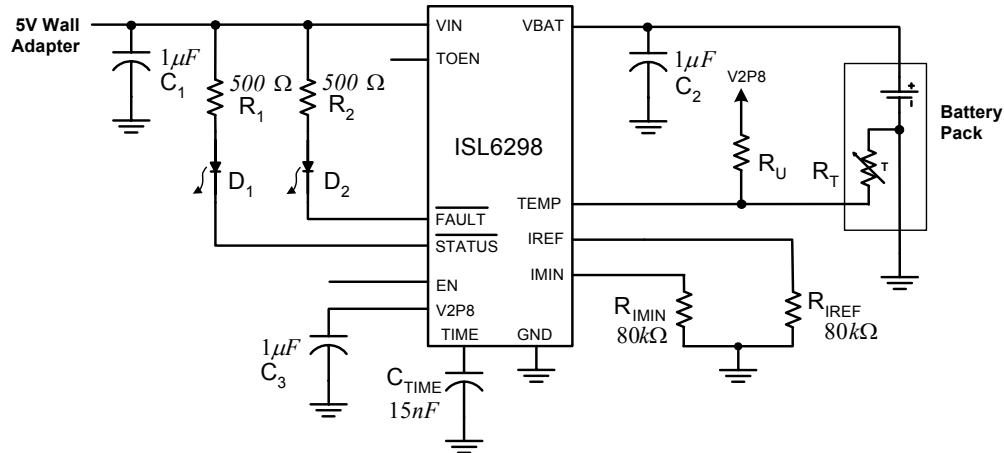 5V Wall
Adapter
1μF
C1
500 Ω
R1
500 Ω
R2
D1
D2
VIN
TOEN
FAULT
STATUS
EN
V2P8
TIME
GND
ISL6298
VBAT
TEMP
IREF
IMIN
1μF
C2
V2P8
RU
RT
T
+
Battery
Pack
RIMIN
80kΩ
RIREF
80kΩ
1μF
C3
CTIME
15nF